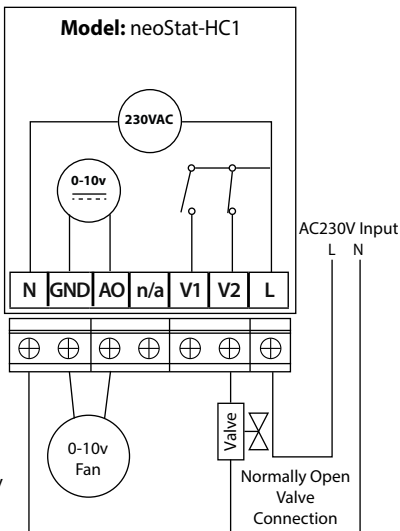 Model: neoStat-HC1
230VAC
0-10v
N GND AO n/a V1 V2 L
AC230V Input
L N
0-10v
Fan
Valve
Normally Open
Valve
Connection